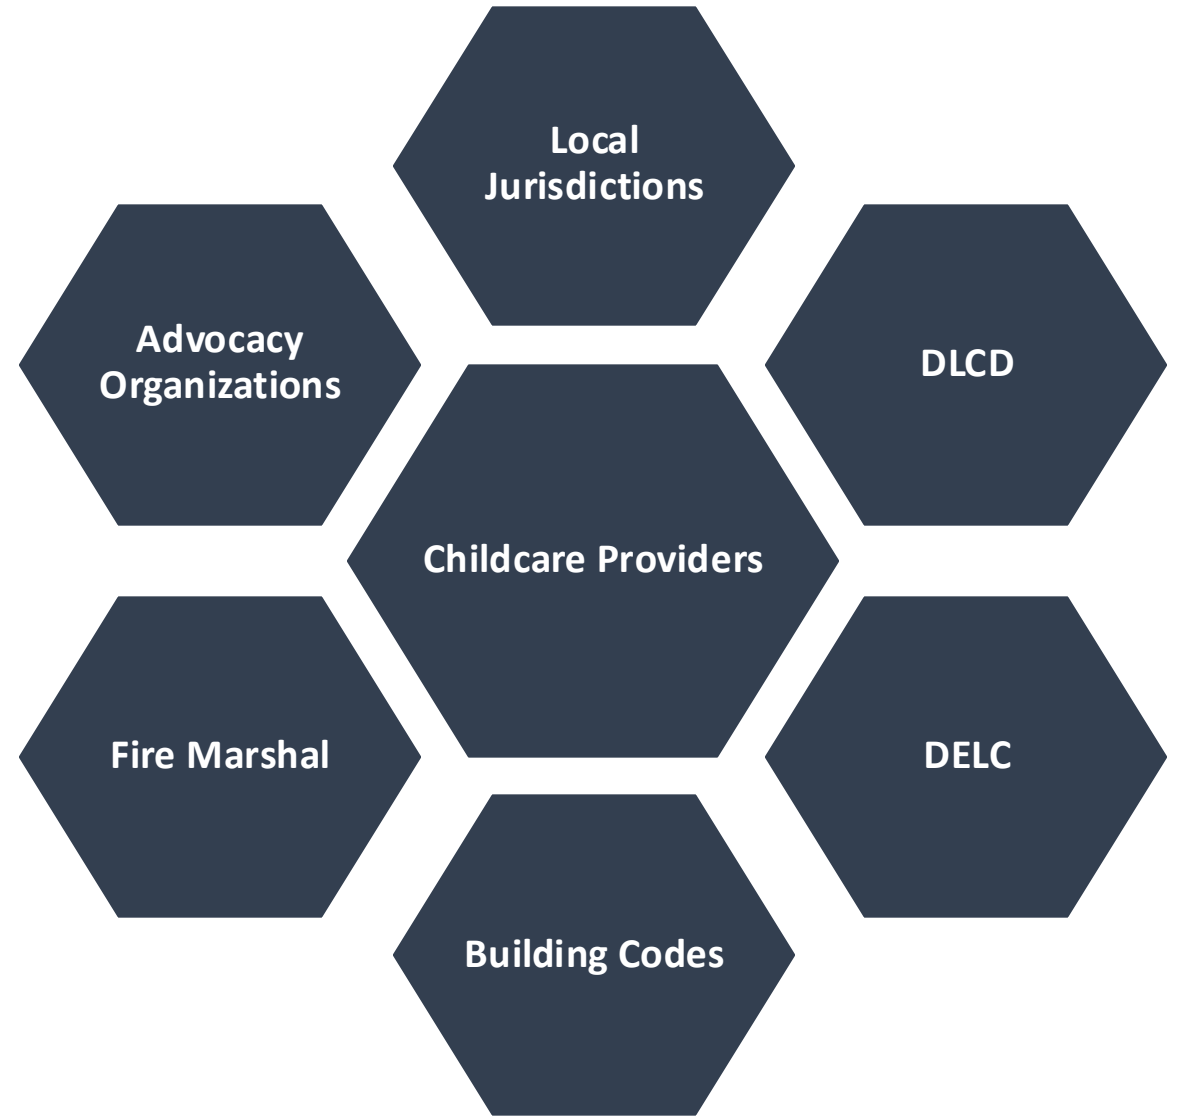 Local
Jurisdictions
Advocacy
Organizations
DLCD
Childcare Providers
Fire Marshal
DELC
Building Codes